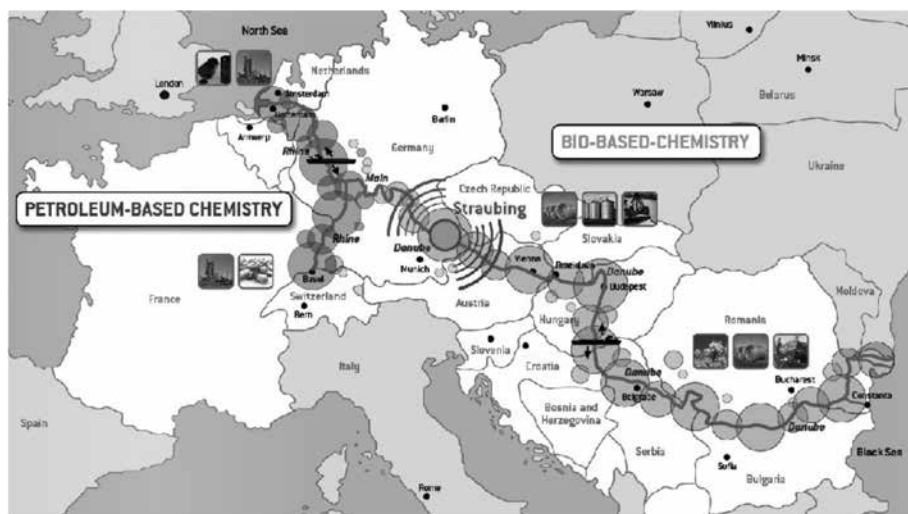 North Sea
Vilnius
Minsk
Belarus
Netherlands
London
Amsterdam
Rotterdam
Warsaw
Berlin
Antwerp
Rhine
Germany
BIO-BASED-CHEMISTRY
Ukraine
Main
Czech Republic
PETROLEUM-BASED CHEMISTRY
Straubing
Slovakia
Rhine
Danube
Munich
Vienna
Bratislava
Danube
Budapest
Basel
France
Switzerland
Bern
Austria
Moldova
Hungary
Romania
Slovenia
Italy
Croatia
Danube
Belgrade
Bucharest
Constanta
Spain
Bosnia and
Herzegovina
Danube
Serbia
Sofia
Black Sea
Bulgaria
Rome